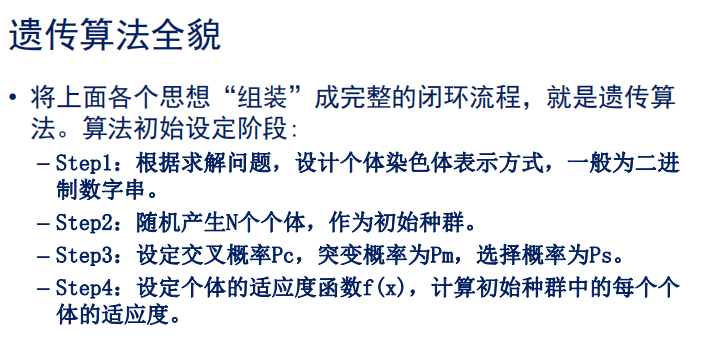 遗传算法全貌
• 将上面各个思想“组装”成完整的闭环流程，就是遗传算
法。算法初始设定阶段:
– Step1：根据求解问题，设计个体染色体表示方式，一般为二进
制数字串。
– Step2：随机产生N个个体，作为初始种群。
– Step3：设定交叉概率Pc，突变概率为Pm，选择概率为Ps。
– Step4：设定个体的适应度函数f(x)，计算初始种群中的每个个
体的适应度。